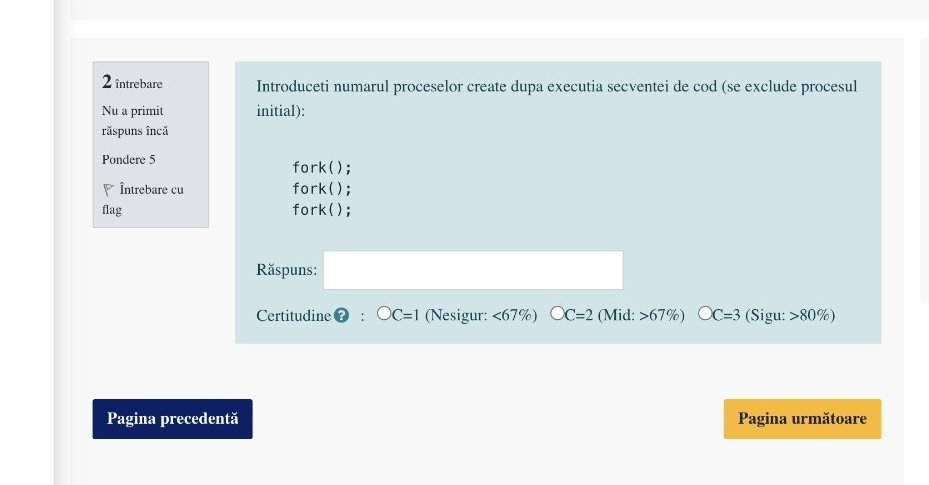 2 întrebare
Nu a primit
răspuns încă
Pondere 5
Întrebare cu
flag
Introduceti numarul proceselor create dupa executia secventei de cod (se exclude procesul
initial):
fork();
fork();
fork();
Răspuns:
Certitudine ? : C=1 (Nesigur: <67%) C=2 (Mid: >67%) C=3 (Sigu: >80%)
Pagina precedentă
Pagina următoare